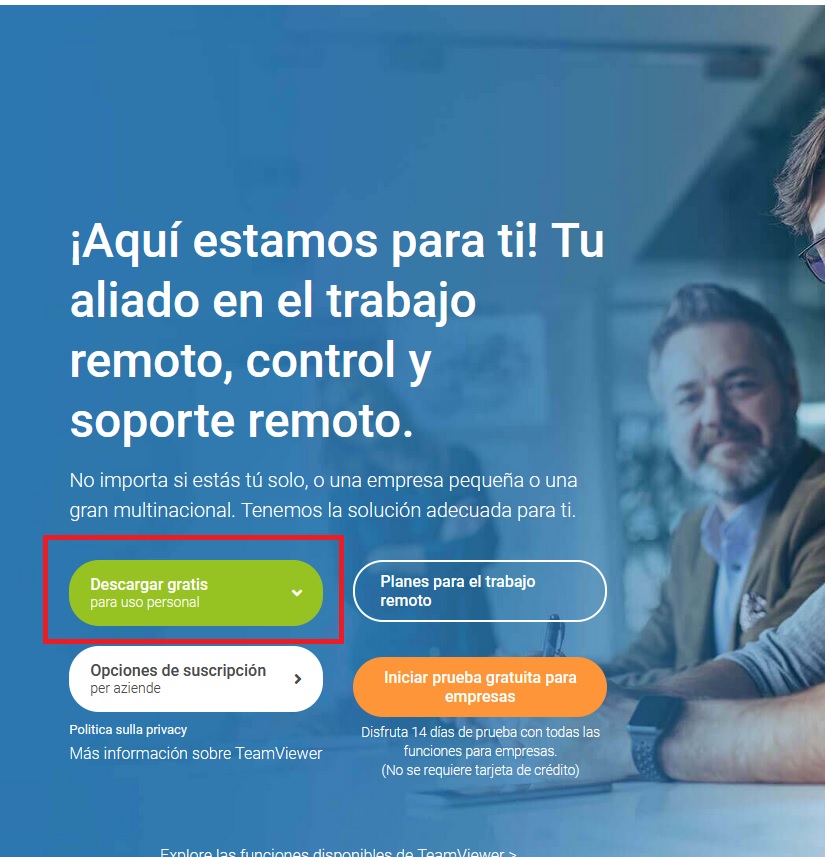 ¡Aquí estamos para ti! Tu
aliado en el trabajo
remoto, control y
soporte remoto.
No importa si estás tú solo, o una empresa pequeña o una
gran multinacional. Tenemos la solución adecuada para ti.
Descargar gratis
para uso personal
Planes para el trabajo
remoto
Opciones de suscripción
per aziende
Iniciar prueba gratuita para
empresas
Politica sulla privacy
Más información sobre TeamViewer
Disfruta 14 días de prueba con todas las
funciones para empresas.
(No se requiere tarjeta de crédito)
Explore las funciones disponibles de TeamViewer >